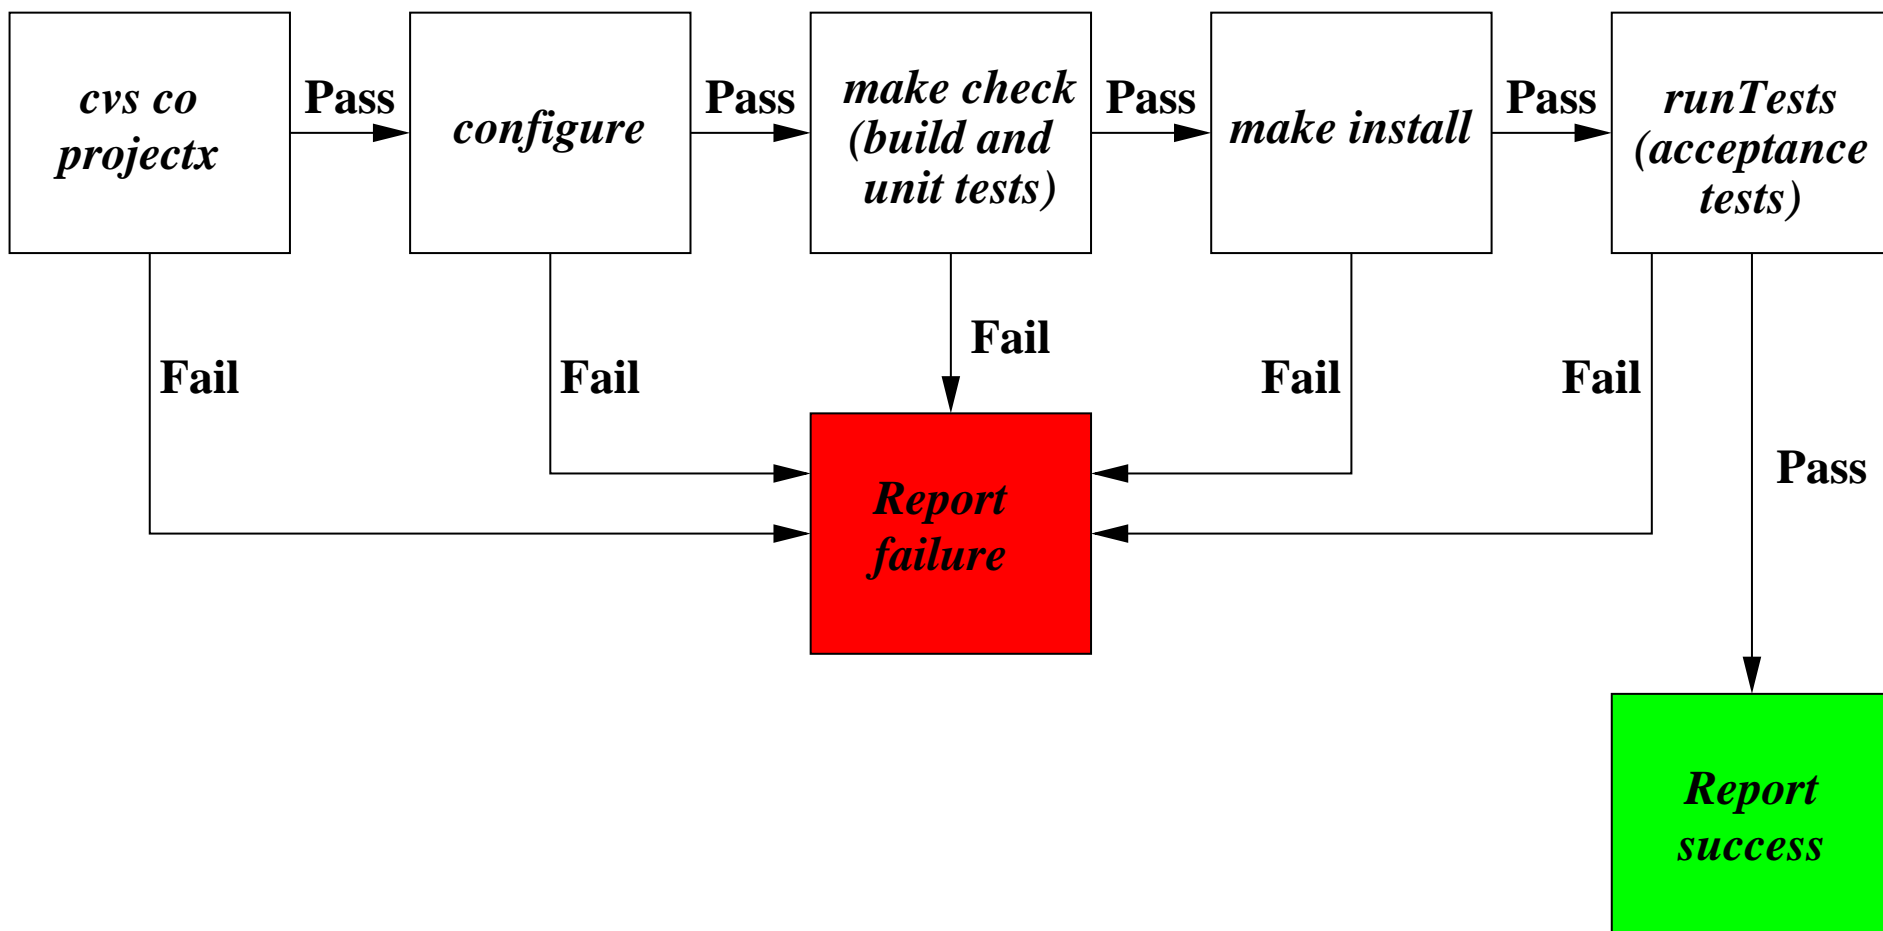 cvs co
projectx
Pass
configure
Pass
make check
(build and
unit tests)
Pass
make install
Pass
runTests
(acceptance
tests)
Fail
Fail
Fail
Fail
Fail
Pass
Report
failure
Report
success